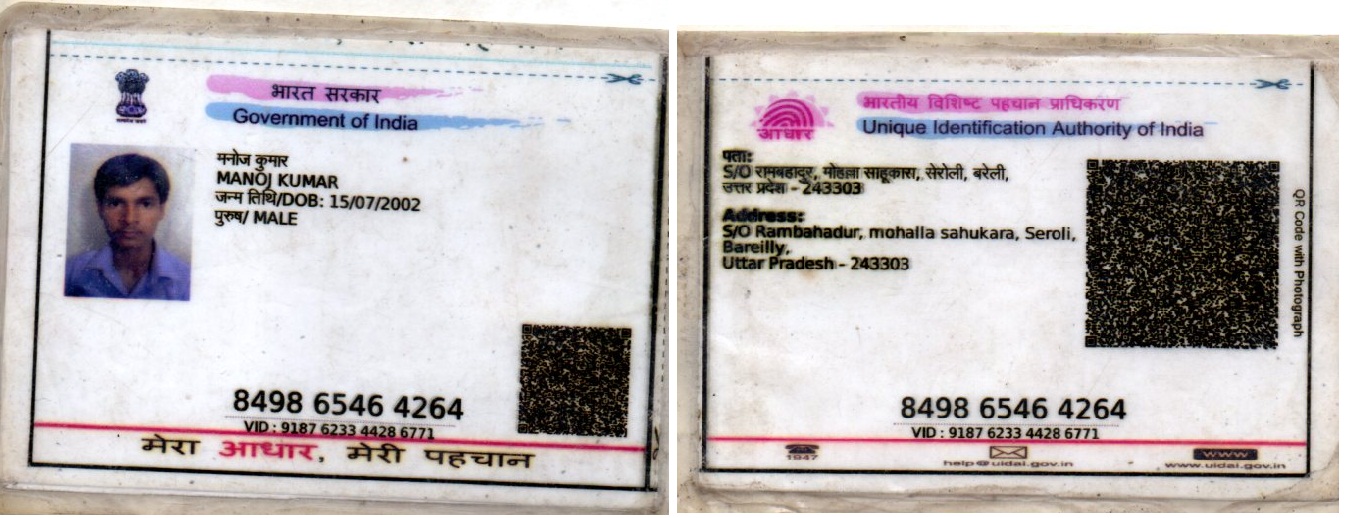 भारत सरकार
Government of India
मनोज कुमार
MANOJ KUMAR
जन्म तिथि/DOB: 15/07/2002
पुरुष/ MALE
8498 6546 4264
VID : 9187 6233 4428 6771
मेरा आधार, मेरी पहचान
आधार
भारतीय विशिष्ट पहचान प्राधिकरण
Unique Identification Authority of India
पता:
S/O रामबहादुर, मोहल्ला साहूकारा, सेरोली, बरेली,
उत्तर प्रदेश - 243303
Address:
S/O Rambahadur, mohalla sahukara, Seroli,
Bareilly,
Uttar Pradesh - 243303
QR Code with Photograph
8498 6546 4264
VID : 9187 6233 4428 6771
1947
help@uidai.gov.in
www
www.uidai.gov.in